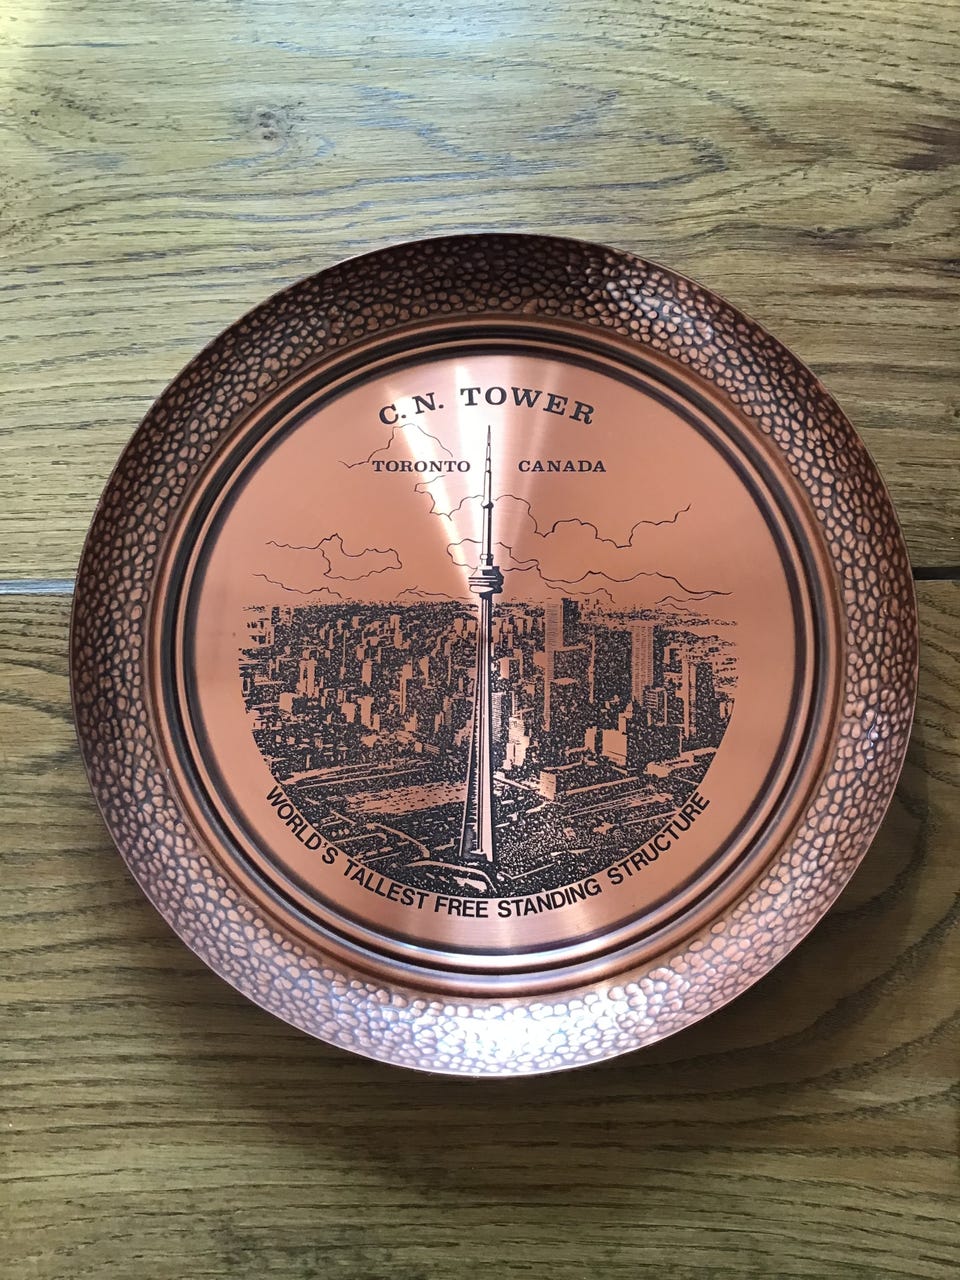 C. N. TOWER
TORONTO CANADA
WORLD'S TALLEST FREE STANDING STRUCTURE